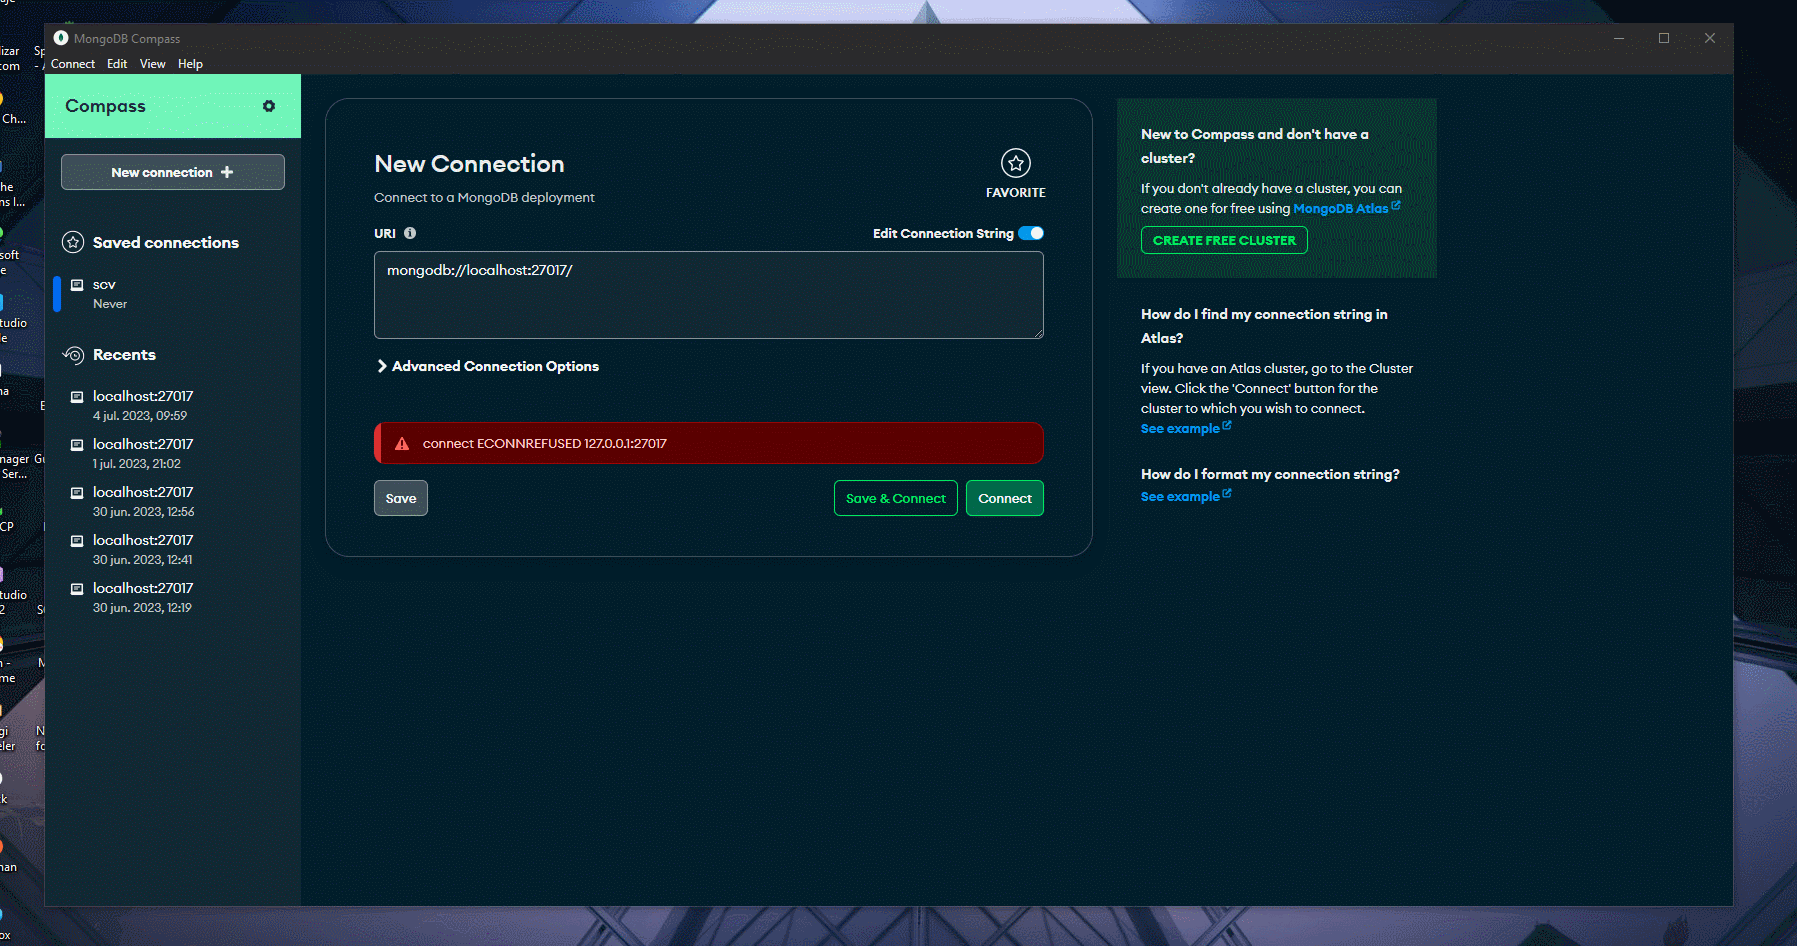 MongoDB Compass
Connect Edit View Help
Compass
New connection
Saved connections
scv
Never
Recents
localhost:27017
4 jul. 2023, 09:59
localhost:27017
1 jul. 2023, 21:02
localhost:27017
30 jun. 2023, 12:56
localhost:27017
30 jun. 2023, 12:41
localhost:27017
30 jun. 2023, 12:19
New Connection
FAVORITE
Connect to a MongoDB deployment
URI
Edit Connection String
mongodb://localhost:27017/
Advanced Connection Options
connect ECONNREFUSED 127.0.0.1:27017
Save
Save & Connect
Connect
New to Compass and don't have a
cluster?
If you don't already have a cluster, you can
create one for free using MongoDB Atlas
CREATE FREE CLUSTER
How do I find my connection string in
Atlas?
If you have an Atlas cluster, go to the Cluster
view. Click the 'Connect' button for the
cluster to which you wish to connect.
See example
How do I format my connection string?
See example